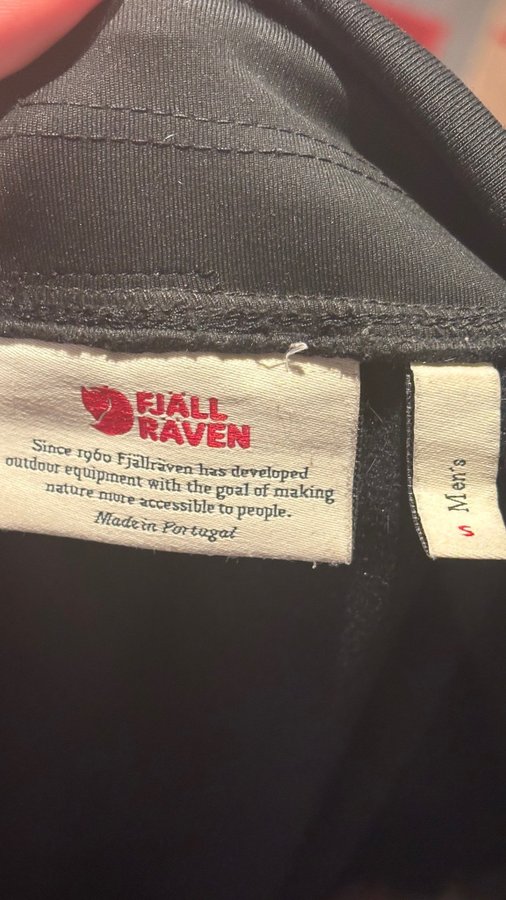 FJÄLL
RÄVEN
Since 1960 Fjällräven has developed
outdoor equipment with the goal of making
nature more accessible to people.
Made in Portugal
Men's
S